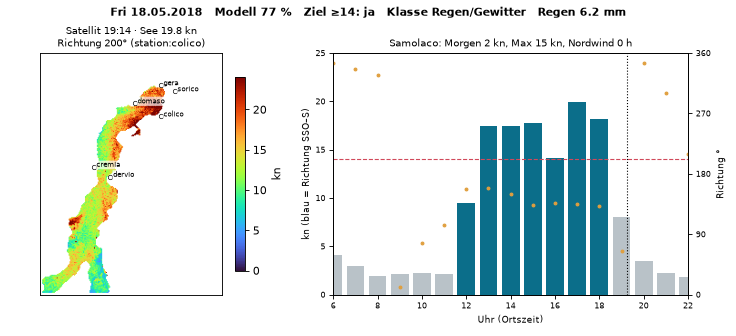 Fri 18.05.2018   Modell 77 %   Ziel ≥14: ja   Klasse Regen/Gewitter   Regen 6.2 mm
Satellit 19:14 · See 19.8 kn
Richtung 200° (station:colico)
gera
sorico
domaso
colico
cremia
dervio
20
15
10
5
0
kn
Samolaco: Morgen 2 kn, Max 15 kn, Nordwind 0 h
25
20
15
10
5
0
kn (blau = Richtung SSO–S)
360
270
180
90
0
Richtung °
6 8 10 12 14 16 18 20 22
Uhr (Ortszeit)